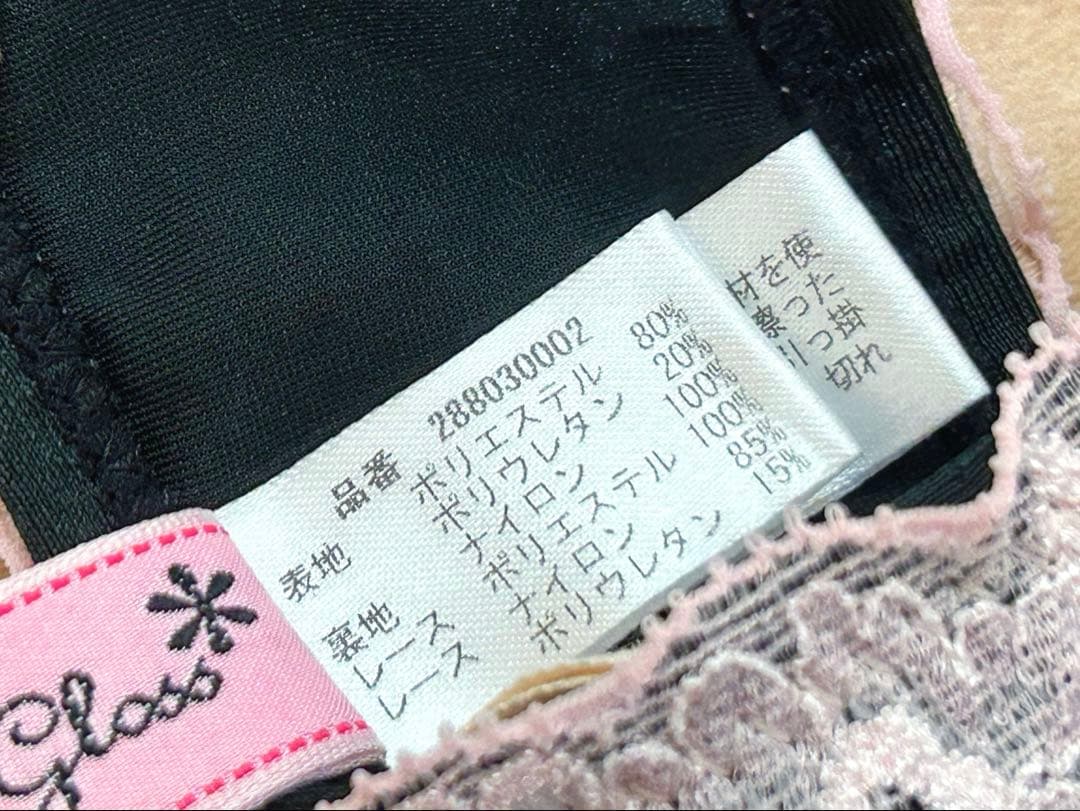 品番 288030002
表地 ポリエステル 80%
ポリウレタン 20%
裏地 ナイロン 100%
レース ポリエステル 100%
レース ナイロン 85%
ポリウレタン 15%
材を使
擦った
引っ掛
切れ
Gloss